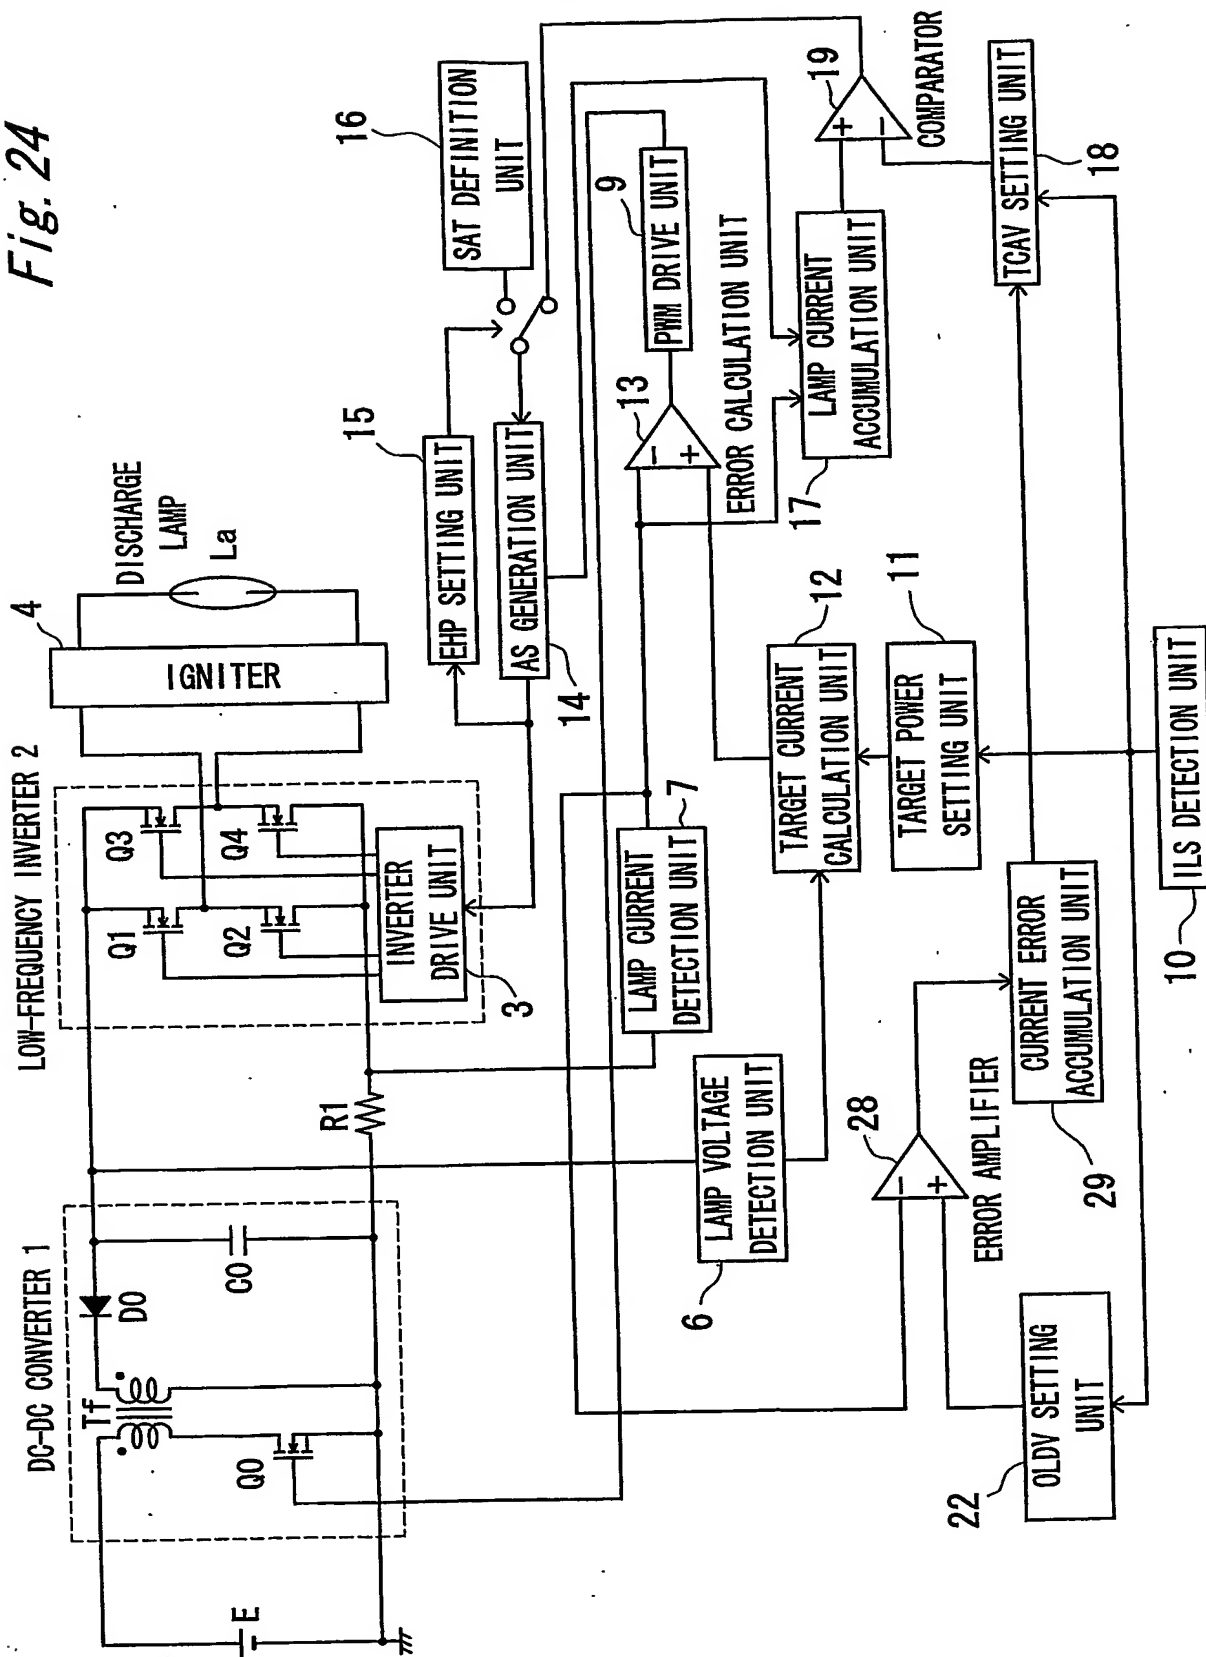 Fig. 24
DC-DC CONVERTER 1
LOW-FREQUENCY INVERTER 2
4
DISCHARGE
LAMP
La
IGNITER
E
Tf
D0
C0
Q0
R1
Q1
Q2
Q3
Q4
INVERTER
DRIVE UNIT
3
15
EHP SETTING UNIT
16
SAT DEFINITION
UNIT
AS GENERATION UNIT
14
9
PWM DRIVE UNIT
13
−
+
ERROR CALCULATION UNIT
LAMP CURRENT
DETECTION UNIT
7
LAMP VOLTAGE
DETECTION UNIT
6
TARGET CURRENT
CALCULATION UNIT
12
TARGET POWER
SETTING UNIT
11
LAMP CURRENT
ACCUMULATION UNIT
17
19
+
−
COMPARATOR
TCAV SETTING UNIT
18
28
−
+
ERROR AMPLIFIER
CURRENT ERROR
ACCUMULATION UNIT
29
OLDV SETTING
UNIT
22
ILS DETECTION UNIT
10